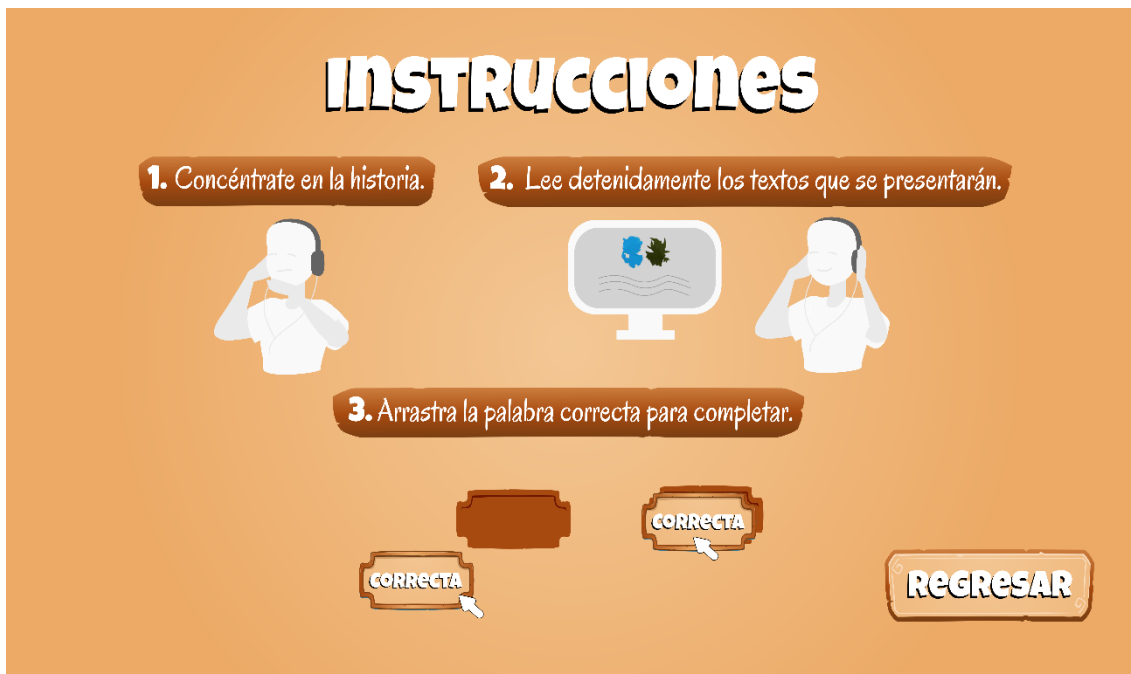 INSTRUCCIONES
1. Concéntrate en la historia.
2. Lee detenidamente los textos que se presentarán.
3. Arrastra la palabra correcta para completar.
CORRECTA
CORRECTA
REGRESAR